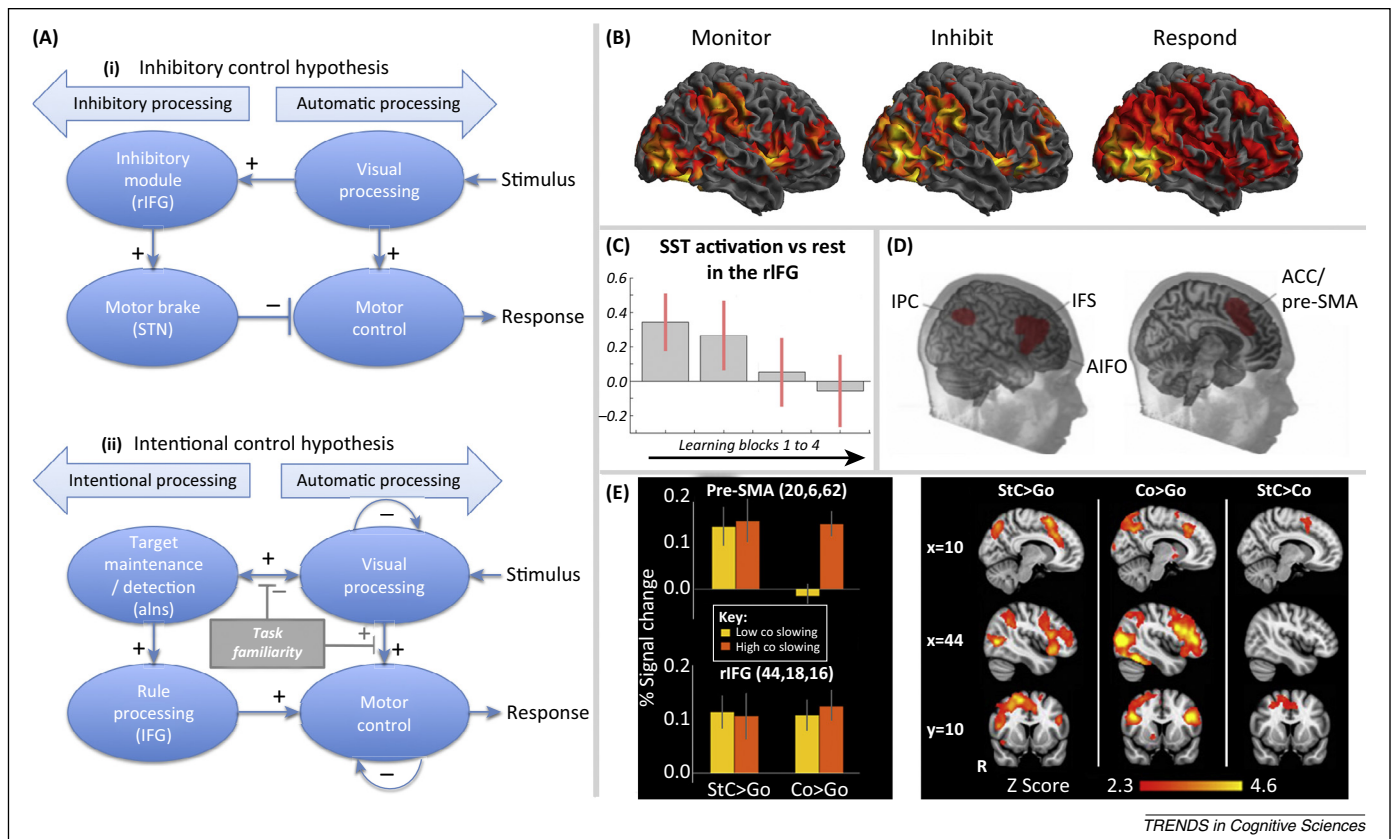 (A)
(i) Inhibitory control hypothesis
Inhibitory processing
Automatic processing
Inhibitory
module
(rIFG)
+
Visual
processing
Stimulus
+
+
Motor brake
(STN)
−
Motor
control
Response
(ii) Intentional control hypothesis
Intentional processing
Automatic processing
−
Target
maintenance
/ detection
(aIns)
+
Visual
processing
Stimulus
−
Task
familiarity
+
+
+
Rule
processing
(IFG)
+
Motor
control
Response
−
(B)
Monitor
Inhibit
Respond
(C)
SST activation vs rest
in the rIFG
0.6
0.4
0.2
0.0
−0.2
Learning blocks 1 to 4
(D)
IPC
IFS
AIFO
ACC/
pre-SMA
(E)
% Signal change
0.2
Pre-SMA (20,6,62)
0.1
0.0
Key:
Low co slowing
High co slowing
0.2
rIFG (44,18,16)
0.1
0.0
StC>Go
Co>Go
StC>Go
Co>Go
StC>Co
x=10
x=44
y=10
R
Z Score
2.3
4.6
TRENDS in Cognitive Sciences